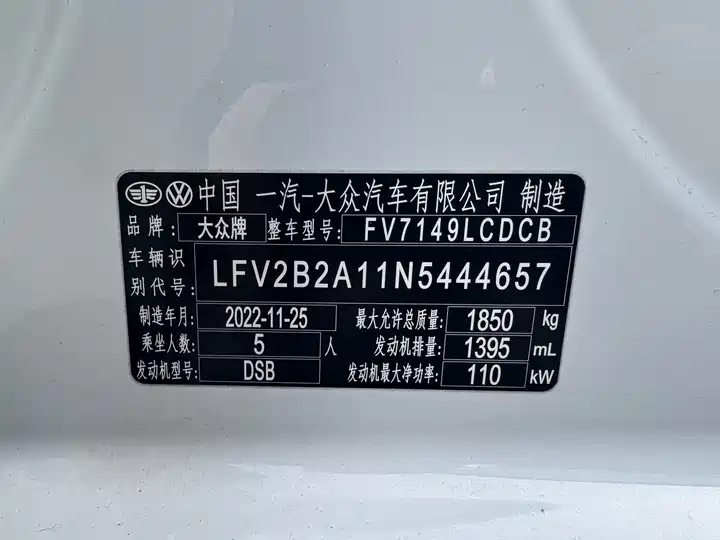 中国 一汽-大众汽车有限公司 制造
品牌: 大众牌 整车型号: FV7149LCDCB
车辆识别代号: LFV2B2A11N5444657
制造年月: 2022-11-25 最大允许总质量: 1850 kg
乘坐人数: 5 人 发动机排量: 1395 mL
发动机型号: DSB 发动机最大净功率: 110 kW